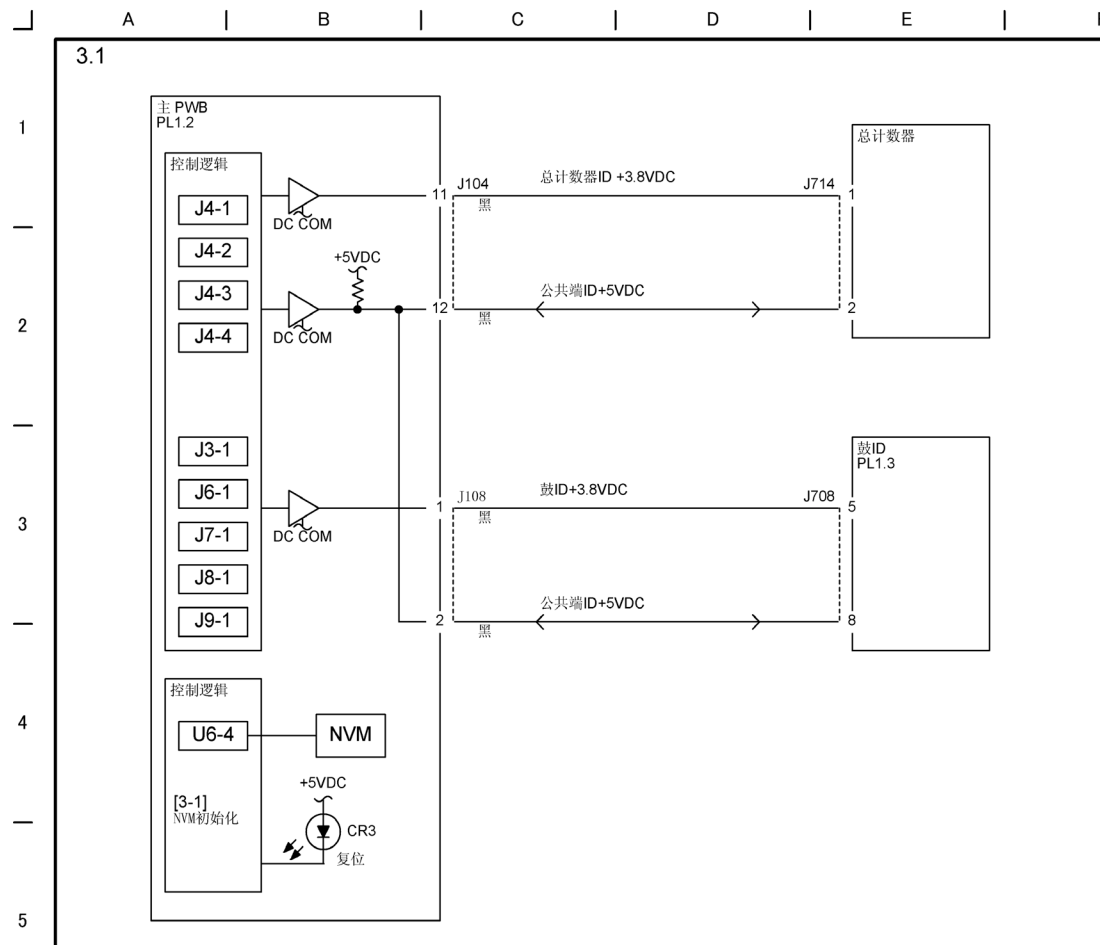 A B C D E
3.1
1
主 PWB
PL1.2
总计数器
控制逻辑
J4-1
11
J104
总计数器ID +3.8VDC
J714
1
黑
DC COM
J4-2
+5VDC
J4-3
12
公共端ID+5VDC
2
2
黑
J4-4
DC COM
J3-1
鼓ID
PL1.3
J6-1
1
J108
鼓ID+3.8VDC
J708
5
黑
3
J7-1
DC COM
J8-1
公共端ID+5VDC
J9-1
2
8
黑
控制逻辑
4
U6-4
NVM
+5VDC
[3-1]
NVM初始化
CR3
复位
5